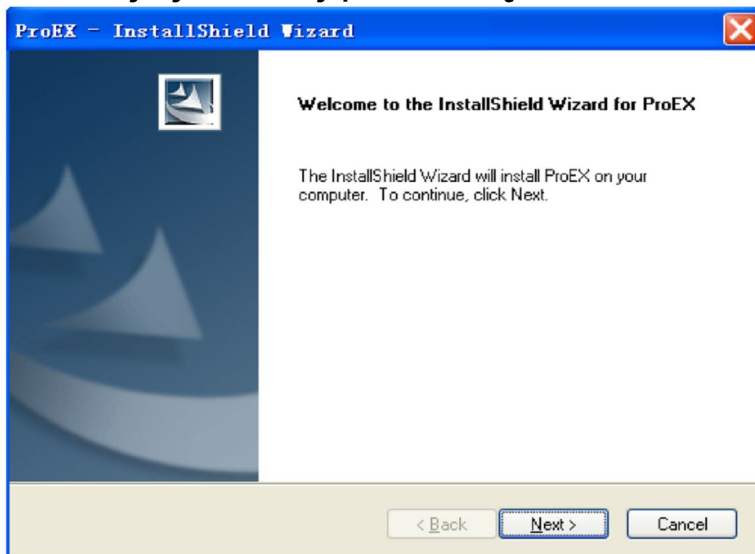 ProEX - InstallShield Wizard
Welcome to the InstallShield Wizard for ProEX
The InstallShield Wizard will install ProEX on your
computer. To continue, click Next.
< Back
Next >
Cancel